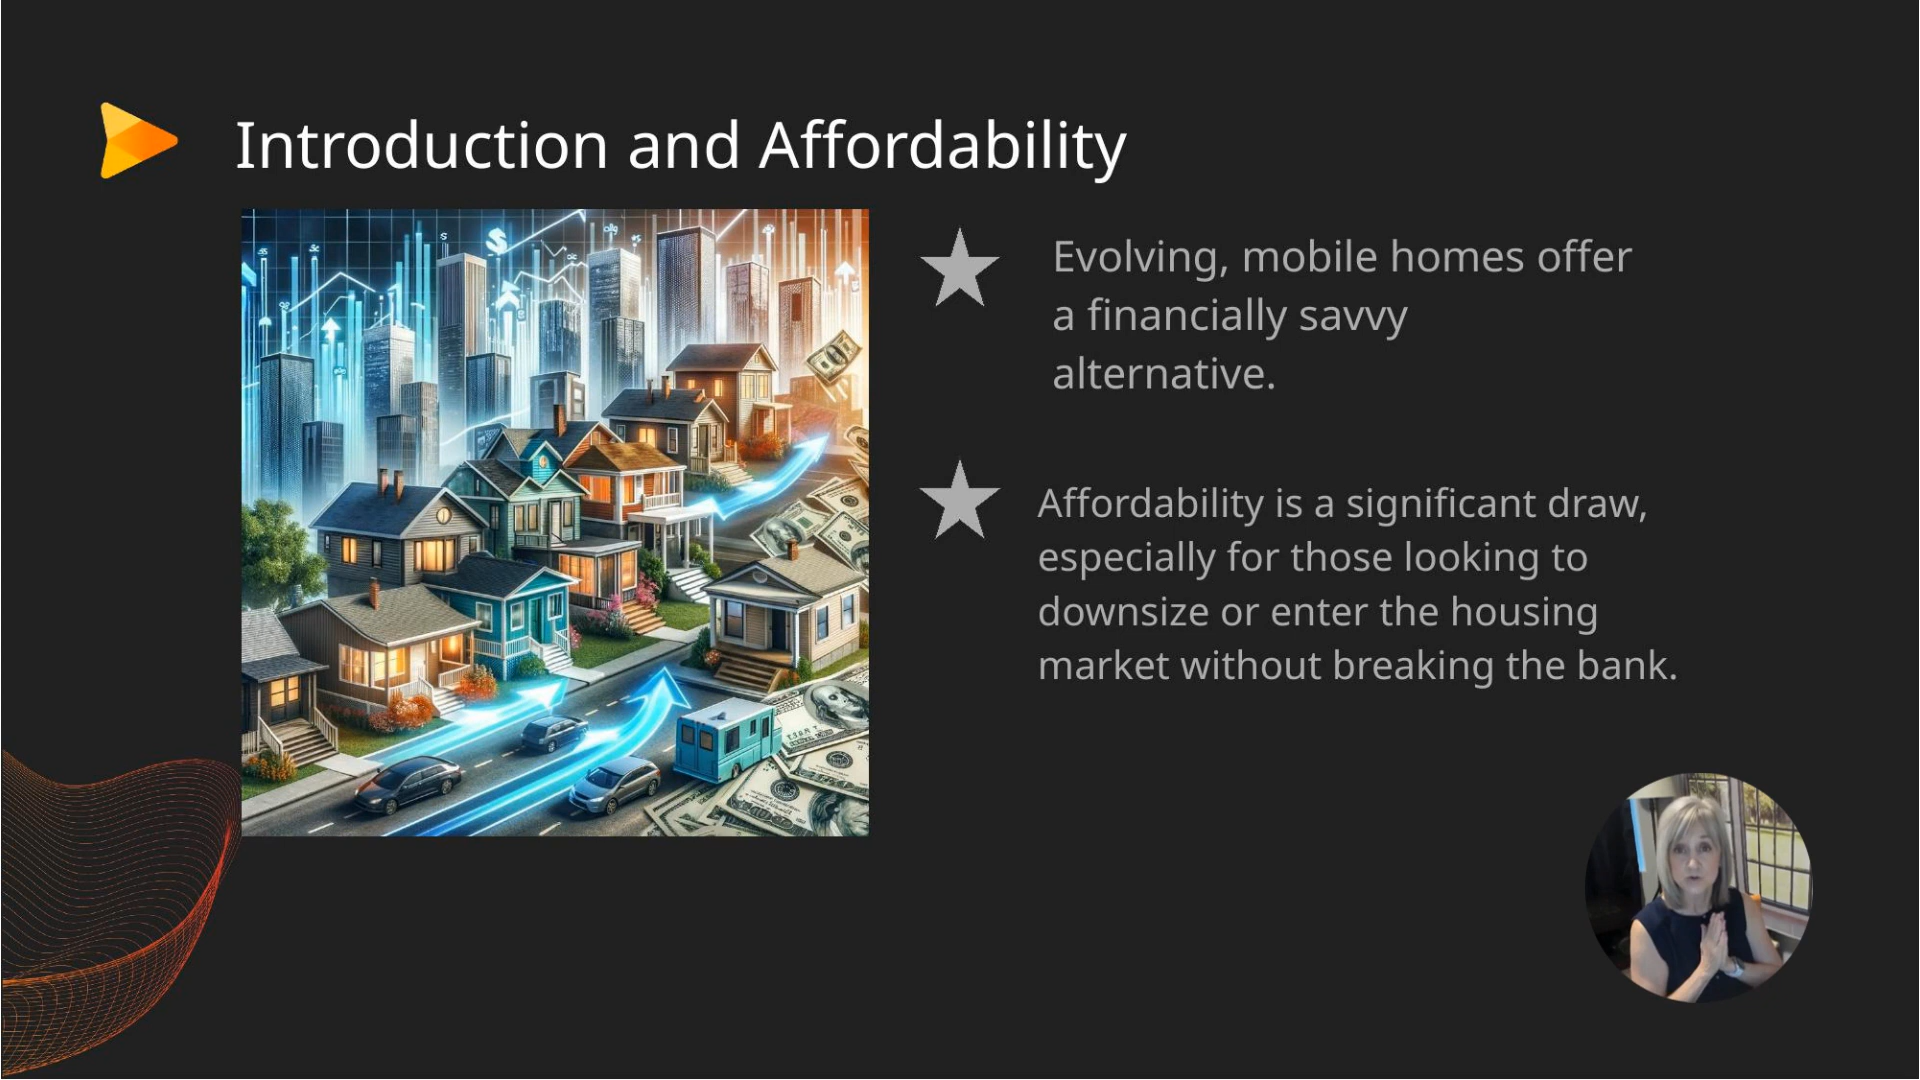 Introduction and Affordability
Evolving, mobile homes offer
a financially savvy
alternative.
Affordability is a significant draw,
especially for those looking to
downsize or enter the housing
market without breaking the bank.